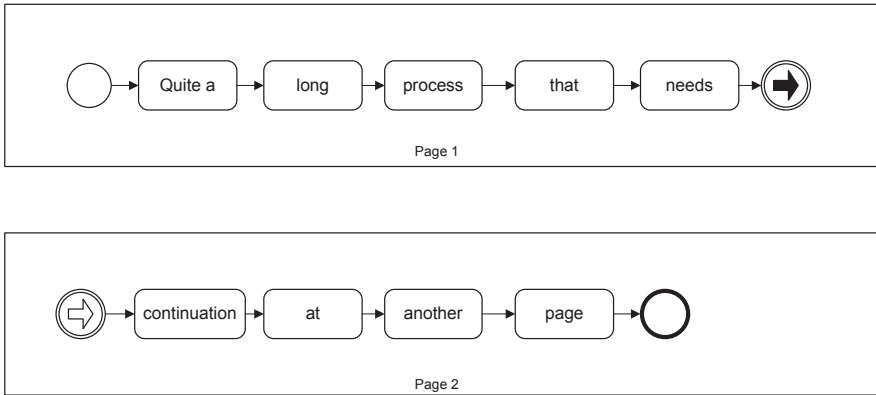 Quite a
long
process
that
needs
Page 1
continuation
at
another
page
Page 2